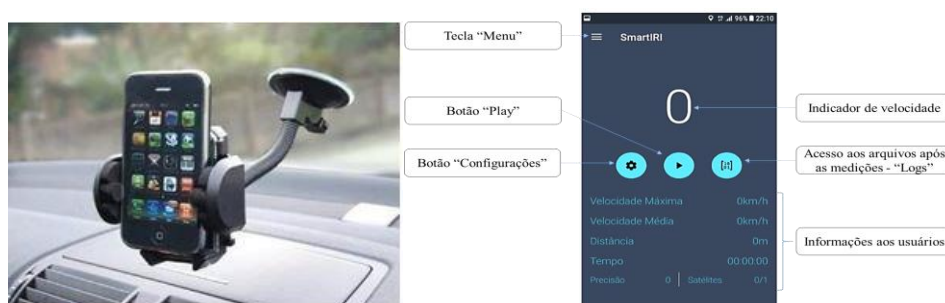 22:10
96%
Tecla “Menu”
SmartIRI
0
Botão “Play”
Indicador de velocidade
Botão “Configurações”
Acesso aos arquivos após
as medições - “Logs”
Velocidade Máxima 0km/h
Velocidade Média 0km/h
Distância 0m
Informações aos usuários
Tempo 00:00:00
Precisão 0 Satélites 0/1